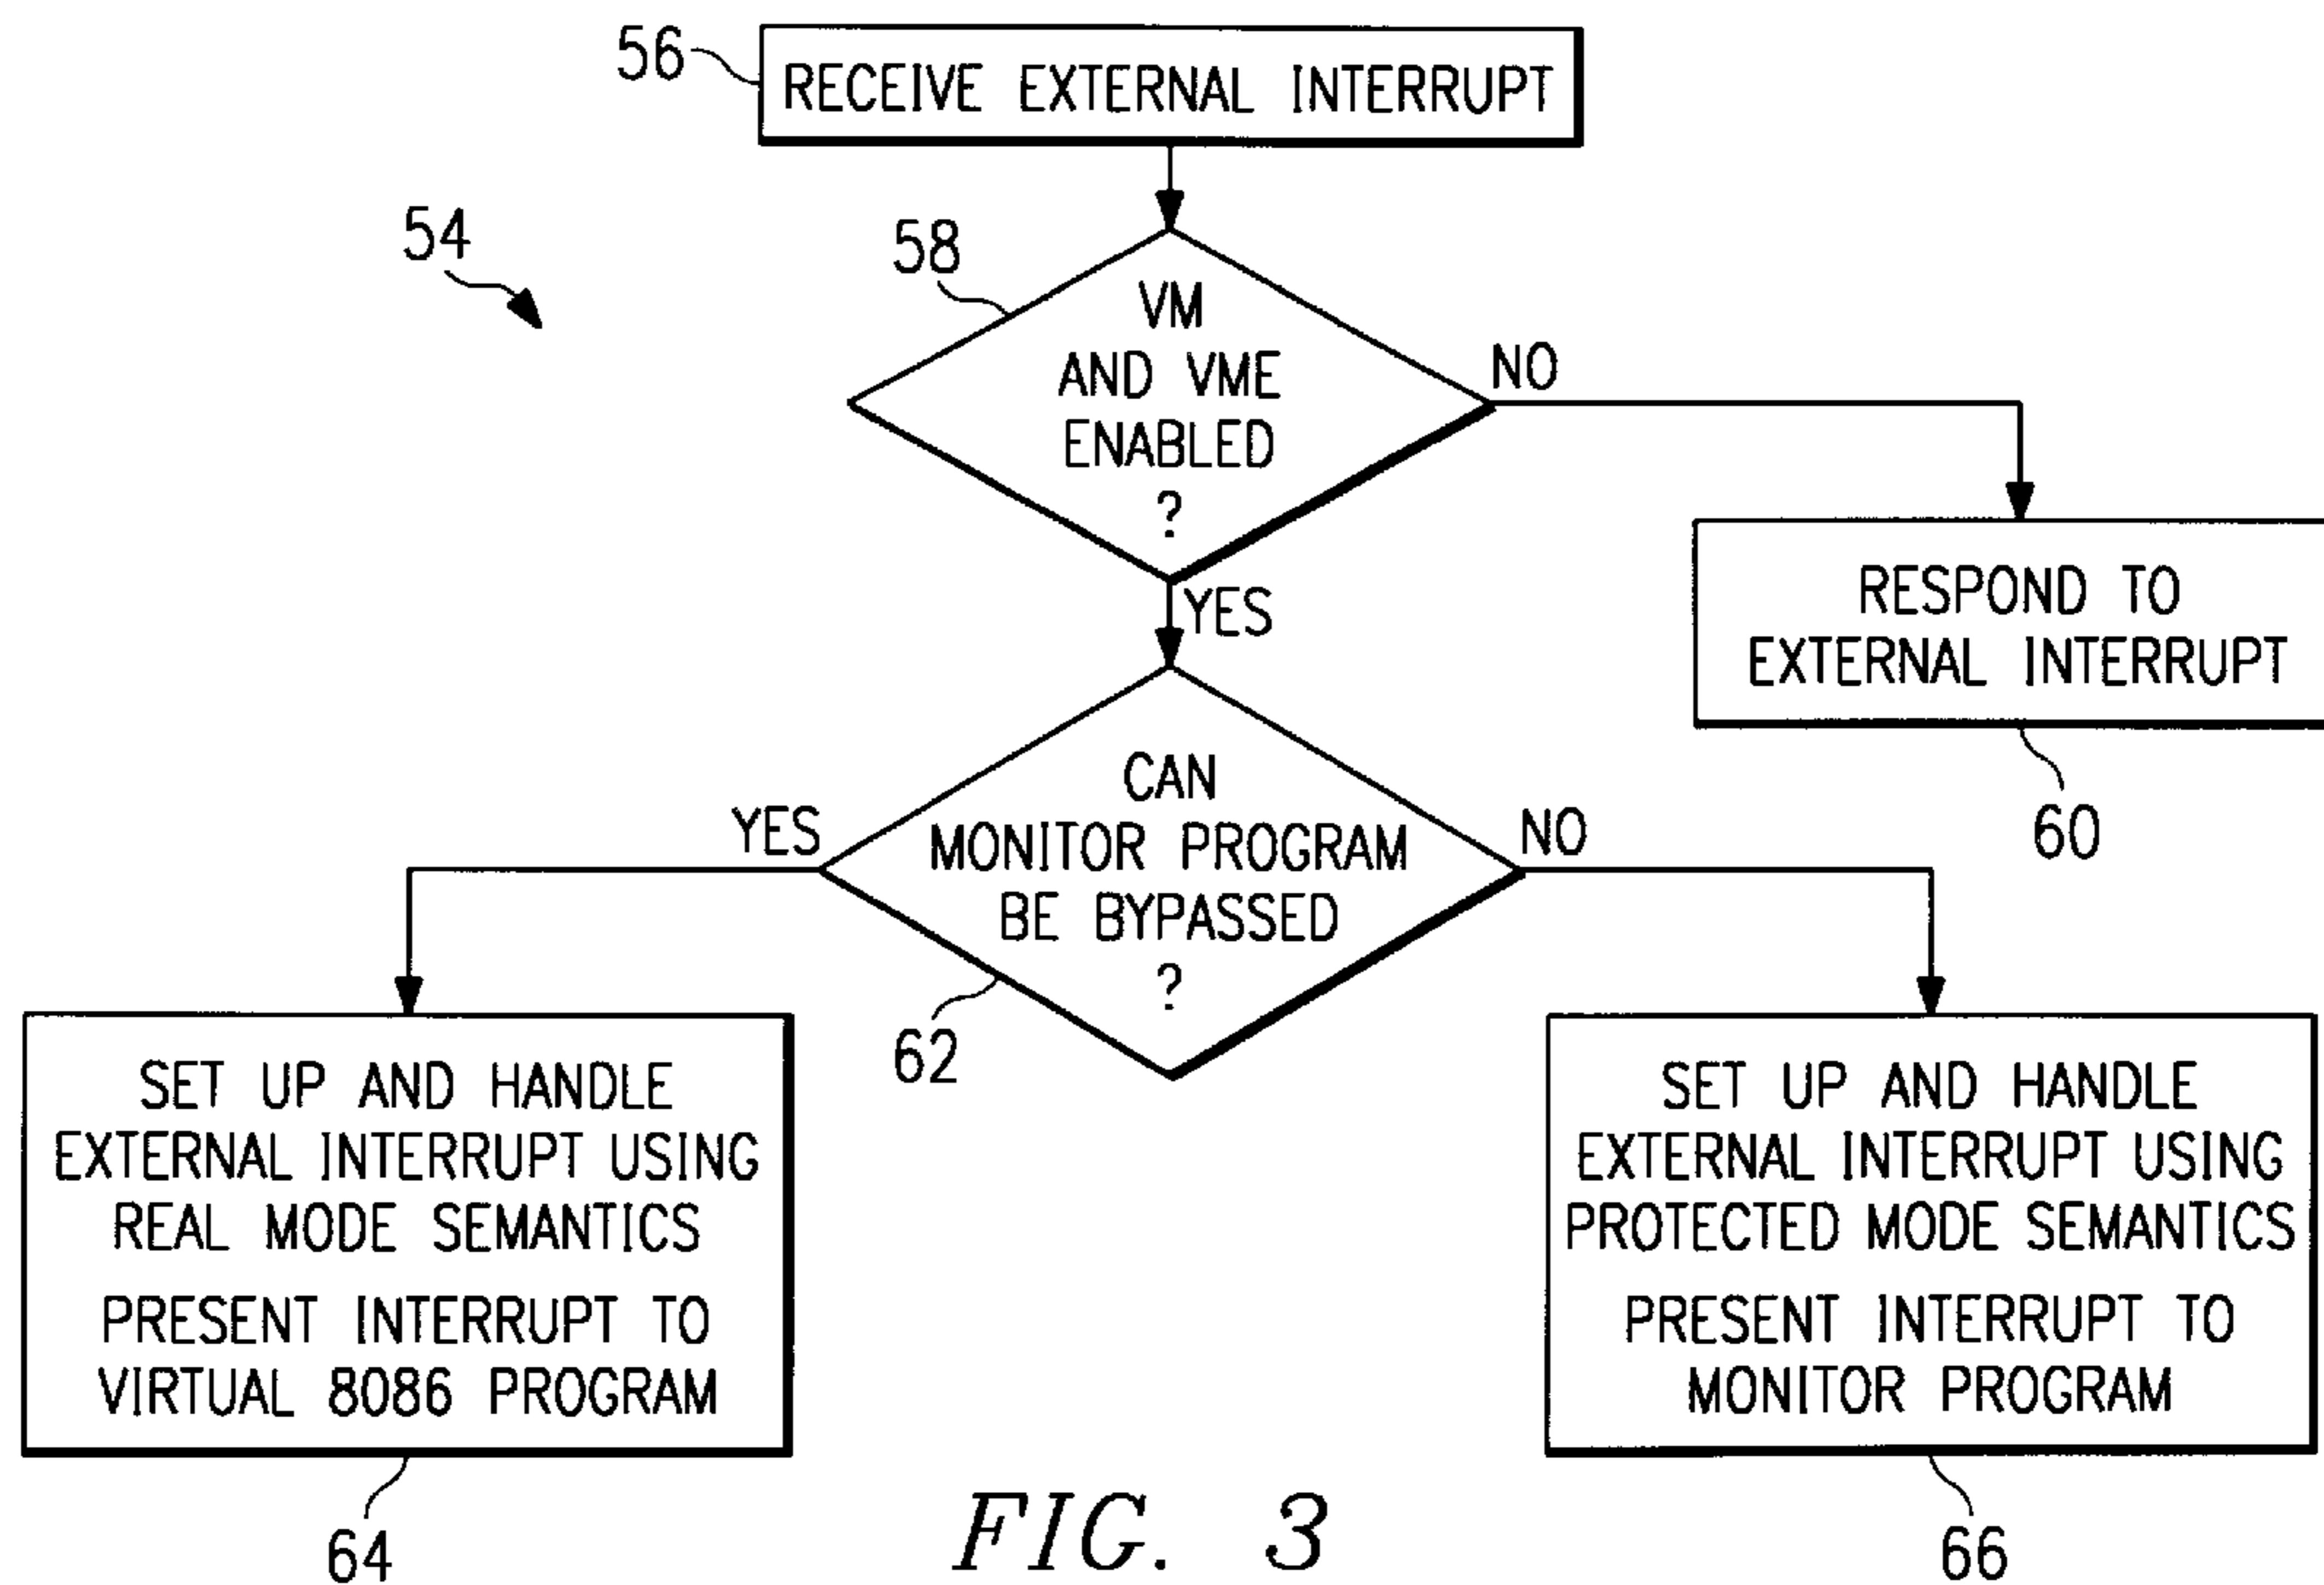 56
RECEIVE EXTERNAL INTERRUPT
54
58
VM
AND VME
ENABLED
?
NO
YES
RESPOND TO
EXTERNAL INTERRUPT
60
CAN
MONITOR PROGRAM
BE BYPASSED
?
YES
NO
62
SET UP AND HANDLE
EXTERNAL INTERRUPT USING
REAL MODE SEMANTICS
PRESENT INTERRUPT TO
VIRTUAL 8086 PROGRAM
64
SET UP AND HANDLE
EXTERNAL INTERRUPT USING
PROTECTED MODE SEMANTICS
PRESENT INTERRUPT TO
MONITOR PROGRAM
66
FIG. 3